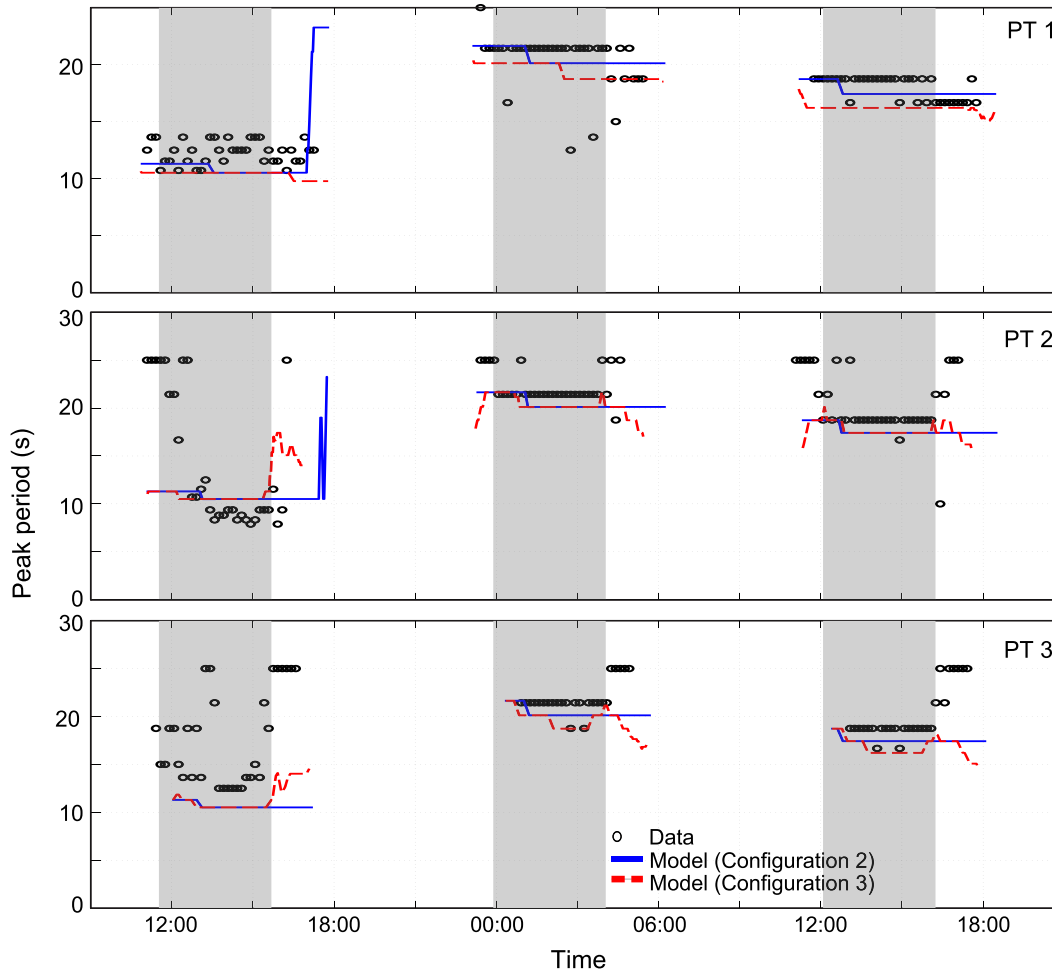 PT 1
20
10
0
30
PT 2
20
10
0
30
PT 3
20
10
0
Peak period (s)
Data
Model (Configuration 2)
Model (Configuration 3)
12:00 18:00 00:00 06:00 12:00 18:00
Time